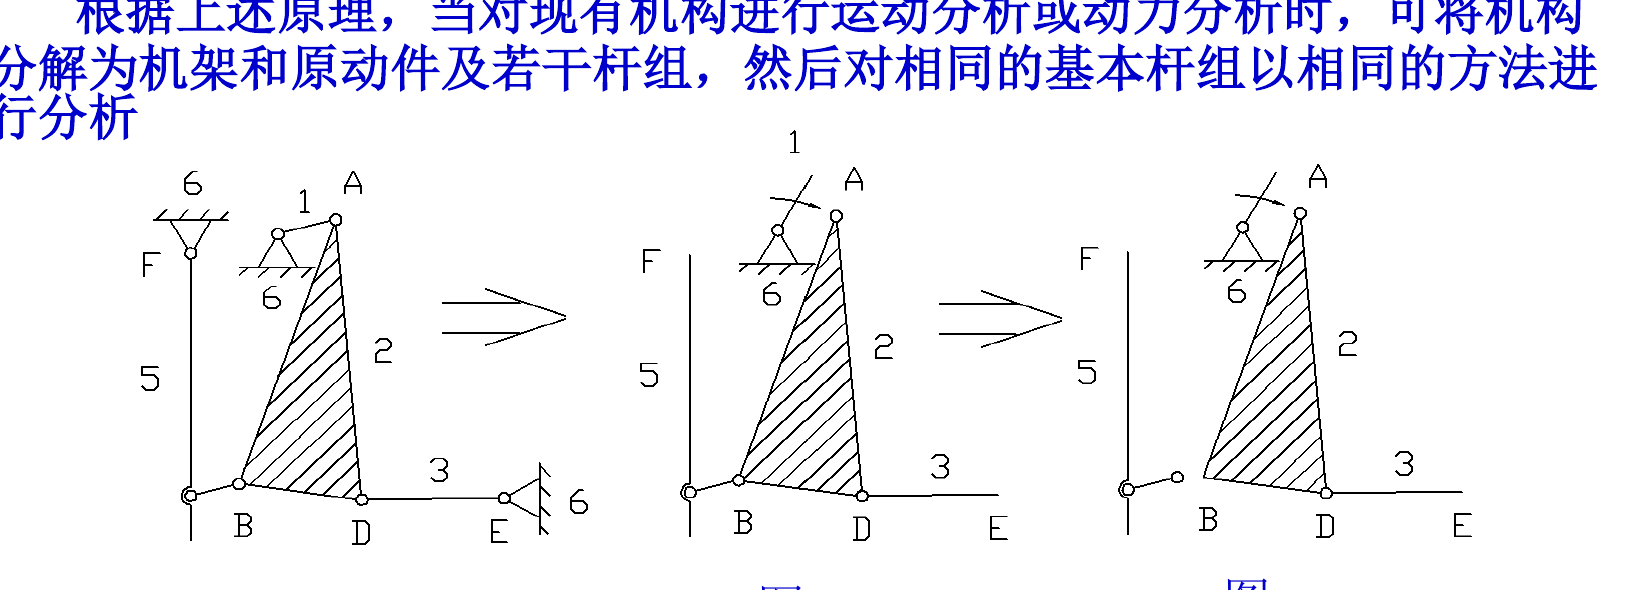 根据上述原理，当对现有机构进行运动分析或动力分析时，可将机构
分解为机架和原动件及若干杆组，然后对相同的基本杆组以相同的方法进
行分析
6
1
A
F
6
2
5
3
B
D
E
6
1
A
F
6
2
5
3
B
D
E
A
F
6
2
5
3
B
D
E
图